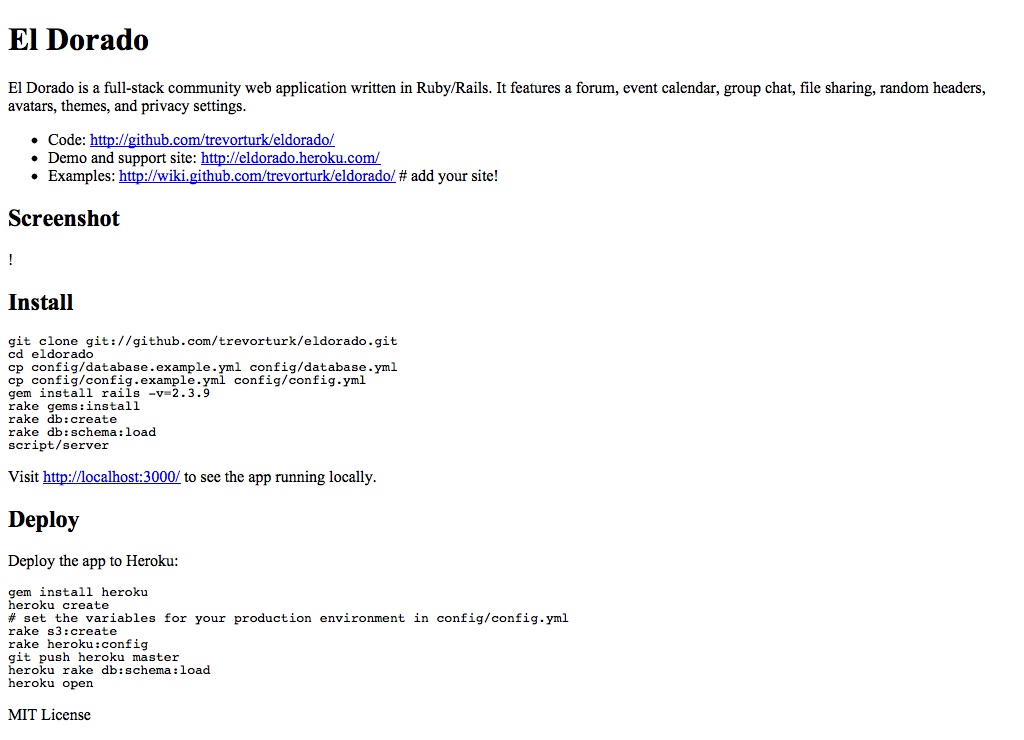 El Dorado
El Dorado is a full-stack community web application written in Ruby/Rails. It features a forum, event calendar, group chat, file sharing, random headers,
avatars, themes, and privacy settings.
• Code: http://github.com/trevorturk/eldorado/
• Demo and support site: http://eldorado.heroku.com/
• Examples: http://wiki.github.com/trevorturk/eldorado/ # add your site!
Screenshot
!
Install
git clone git://github.com/trevorturk/eldorado.git
cd eldorado
cp config/database.example.yml config/database.yml
cp config/config.example.yml config/config.yml
gem install rails -v=2.3.9
rake gems:install
rake db:create
rake db:schema:load
script/server
Visit http://localhost:3000/ to see the app running locally.
Deploy
Deploy the app to Heroku:
gem install heroku
heroku create
# set the variables for your production environment in config/config.yml
rake s3:create
rake heroku:config
git push heroku master
heroku rake db:schema:load
heroku open
MIT License